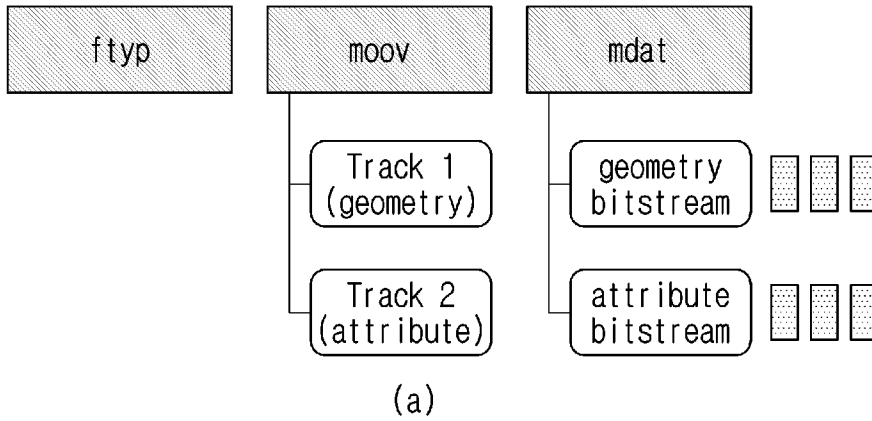 ftyp
moov
mdat
Track 1
(geometry)
geometry
bitstream
Track 2
(attribute)
attribute
bitstream
(a)